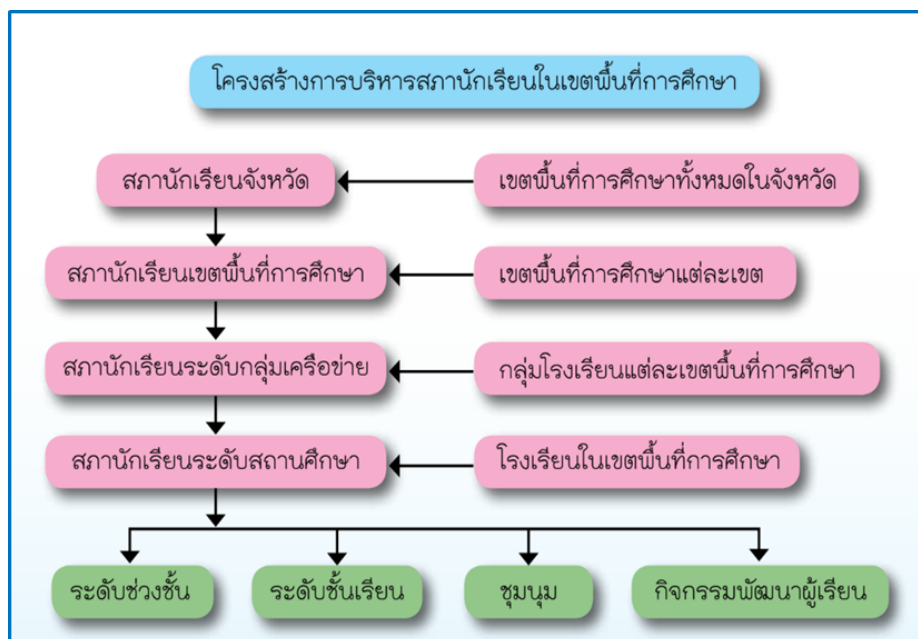 โครงสร้างการบริหารสภานักเรียนในเขตพื้นที่การศึกษา
สภานักเรียนจังหวัด
เขตพื้นที่การศึกษาทั้งหมดในจังหวัด
สภานักเรียนเขตพื้นที่การศึกษา
เขตพื้นที่การศึกษาแต่ละเขต
สภานักเรียนระดับกลุ่มเครือข่าย
กลุ่มโรงเรียนแต่ละเขตพื้นที่การศึกษา
สภานักเรียนระดับสถานศึกษา
โรงเรียนในเขตพื้นที่การศึกษา
ระดับช่วงชั้น
ระดับชั้นเรียน
ชุมนุม
กิจกรรมพัฒนาผู้เรียน